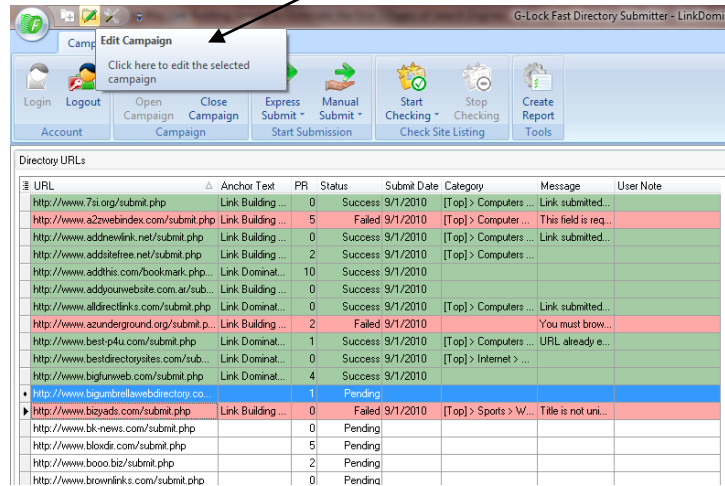 G-Lock Fast Directory Submitter - LinkDomi
Camp
Edit Campaign
Click here to edit the selected
campaign
Login Logout Open Campaign Close Campaign Express Submit Manual Submit Start Checking Stop Checking Create Report
Account Campaign Start Submission Check Site Listing Tools
Directory URLs
URL Anchor Text PR Status Submit Date Category Message User Note
http://www.7si.org/submit.php Link Building ... 0 Success 9/1/2010 [Top] > Computers ... Link submitted...
http://www.a2zwebindex.com/submit.php Link Building ... 5 Failed 9/1/2010 [Top] > Computer ... This field is req...
http://www.addnewlink.net/submit.php Link Building ... 0 Success 9/1/2010 [Top] > Computers ... Link submitted...
http://www.addsitefree.net/submit.php Link Building ... 2 Success 9/1/2010 [Top] > Computers ...
http://www.addthis.com/bookmark.php... Link Dominat... 10 Success 9/1/2010
http://www.addyourwebsite.com.ar/sub... Link Building ... 0 Success 9/1/2010
http://www.alldirectlinks.com/submit.php Link Dominat... 0 Success 9/1/2010 [Top] > Computers ... Link submitted...
http://www.azunderground.org/submit.p... Link Building ... 2 Failed 9/1/2010 You must brow...
http://www.best-p4u.com/submit.php Link Dominat... 1 Success 9/1/2010 [Top] > Computers ... URL already e...
http://www.bestdirectorysites.com/sub... Link Dominat... 0 Success 9/1/2010 [Top] > Internet > ...
http://www.bigfunweb.com/submit.php Link Dominat... 4 Success 9/1/2010
http://www.bigumbrellawebdirectory.co... 1 Pending
http://www.bizyads.com/submit.php Link Building ... 0 Failed 9/1/2010 [Top] > Sports > W... Title is not uni...
http://www.bk-news.com/submit.php 0 Pending
http://www.bloxdir.com/submit.php 5 Pending
http://www.booo.biz/submit.php 2 Pending
http://www.brownlinks.com/submit.php 0 Pending